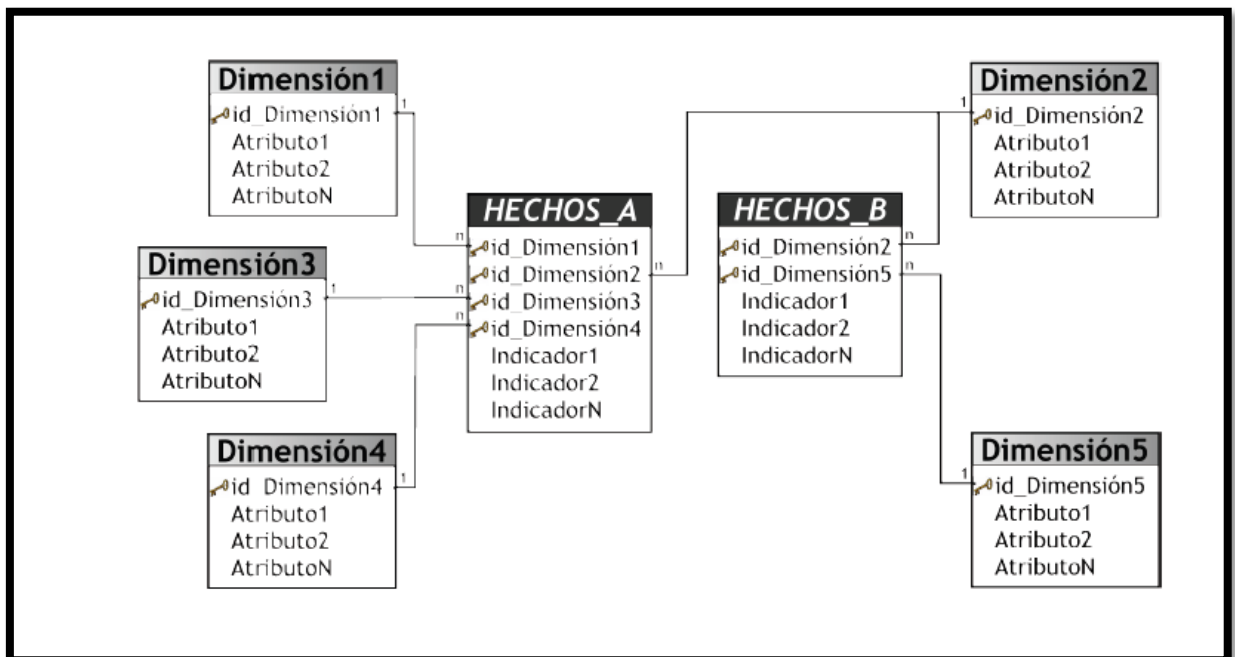 Dimensión1
id_Dimensión1
Atributo1
Atributo2
AtributoN
Dimensión3
id_Dimensión3
Atributo1
Atributo2
AtributoN
Dimensión4
id_Dimensión4
Atributo1
Atributo2
AtributoN
HECHOS_A
id_Dimensión1
id_Dimensión2
id_Dimensión3
id_Dimensión4
Indicador1
Indicador2
IndicadorN
HECHOS_B
id_Dimensión2
id_Dimensión5
Indicador1
Indicador2
IndicadorN
Dimensión2
id_Dimensión2
Atributo1
Atributo2
AtributoN
Dimensión5
id_Dimensión5
Atributo1
Atributo2
AtributoN
1
n
1
n
1
n
n
1
n
n
1